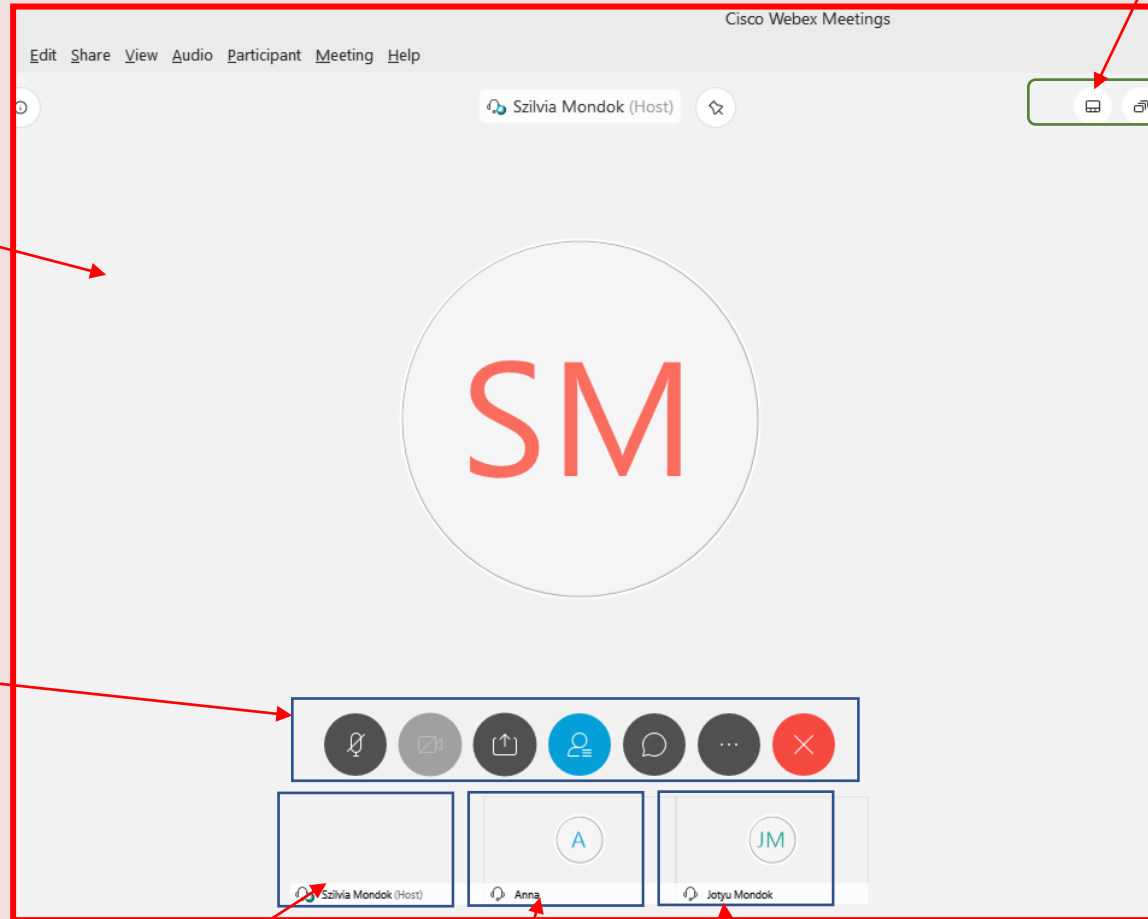 Cisco Webex Meetings
Edit Share View Audio Participant Meeting Help
Szilvia Mondok (Host)
SM
A
JM
Szilvia Mondok (Host)
Anna
Jotyu Mondok